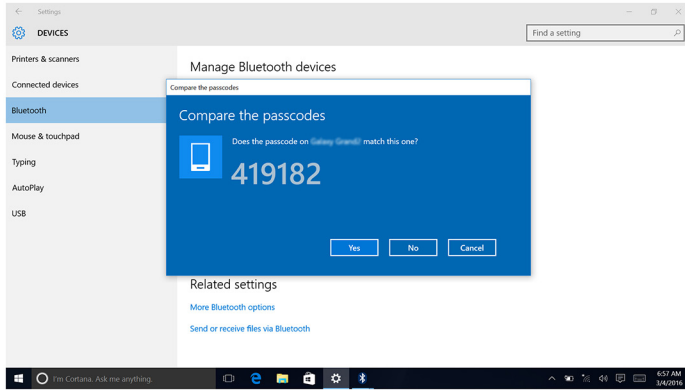 Settings
DEVICES
Find a setting
Printers & scanners
Connected devices
Bluetooth
Mouse & touchpad
Typing
AutoPlay
USB
Manage Bluetooth devices
Compare the passcodes
Compare the passcodes
Does the passcode on Galaxy Grand2 match this one?
419182
Yes
No
Cancel
Related settings
More Bluetooth options
Send or receive files via Bluetooth
I'm Cortana. Ask me anything.
6:57 AM
3/4/2016